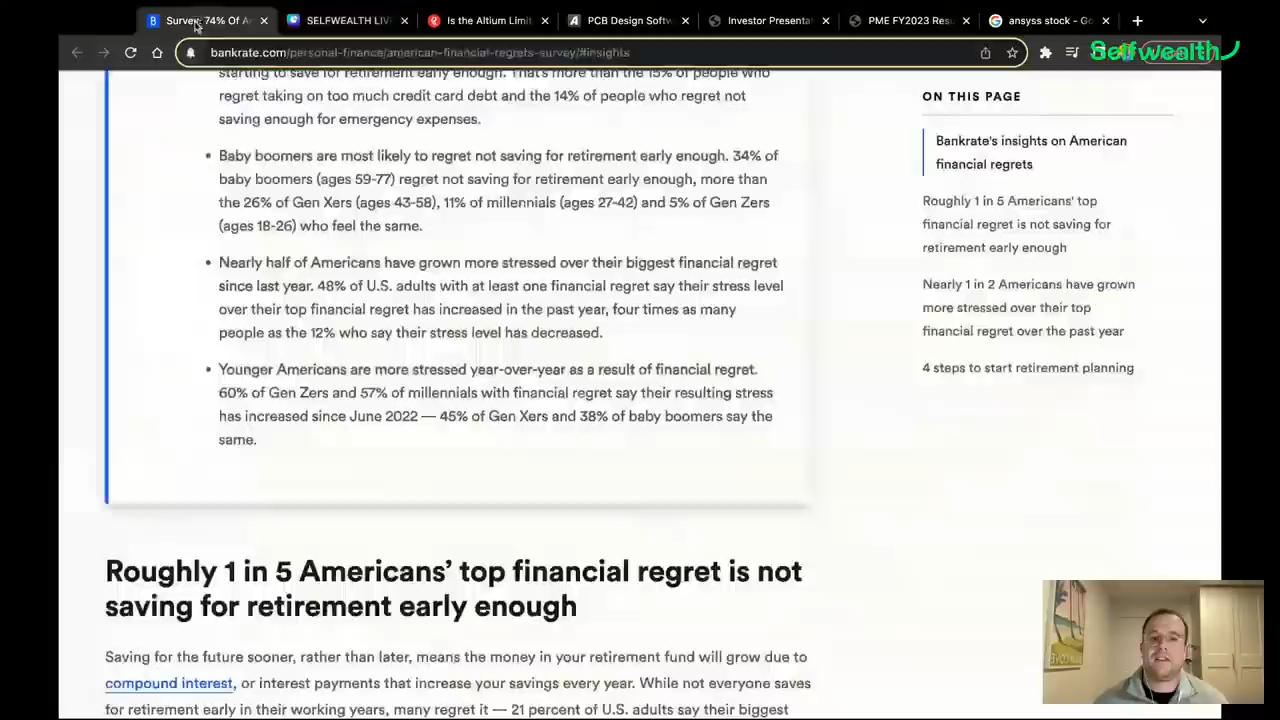 Survey: 74% Of A
SELFWEALTH LIV
Is the Altium Limit
PCB Design Softw
Investor Presenta
PME FY2023 Res
ansyss stock - Go
bankrate.com/personal-finance/american-financial-regrets-survey/#insights
Selfwealth
starting to save for retirement early enough. That's more than the 15% of people who
regret taking on too much credit card debt and the 14% of people who regret not
saving enough for emergency expenses.
• Baby boomers are most likely to regret not saving for retirement early enough. 34% of
baby boomers (ages 59-77) regret not saving for retirement early enough, more than
the 26% of Gen Xers (ages 43-58), 11% of millennials (ages 27-42) and 5% of Gen Zers
(ages 18-26) who feel the same.
• Nearly half of Americans have grown more stressed over their biggest financial regret
since last year. 48% of U.S. adults with at least one financial regret say their stress level
over their top financial regret has increased in the past year, four times as many
people as the 12% who say their stress level has decreased.
• Younger Americans are more stressed year-over-year as a result of financial regret.
60% of Gen Zers and 57% of millennials with financial regret say their resulting stress
has increased since June 2022 — 45% of Gen Xers and 38% of baby boomers say the
same.
Roughly 1 in 5 Americans' top financial regret is not
saving for retirement early enough
Saving for the future sooner, rather than later, means the money in your retirement fund will grow due to
compound interest, or interest payments that increase your savings every year. While not everyone saves
for retirement early in their working years, many regret it — 21 percent of U.S. adults say their biggest
ON THIS PAGE
Bankrate's insights on American
financial regrets
Roughly 1 in 5 Americans' top
financial regret is not saving for
retirement early enough
Nearly 1 in 2 Americans have grown
more stressed over their top
financial regret over the past year
4 steps to start retirement planning